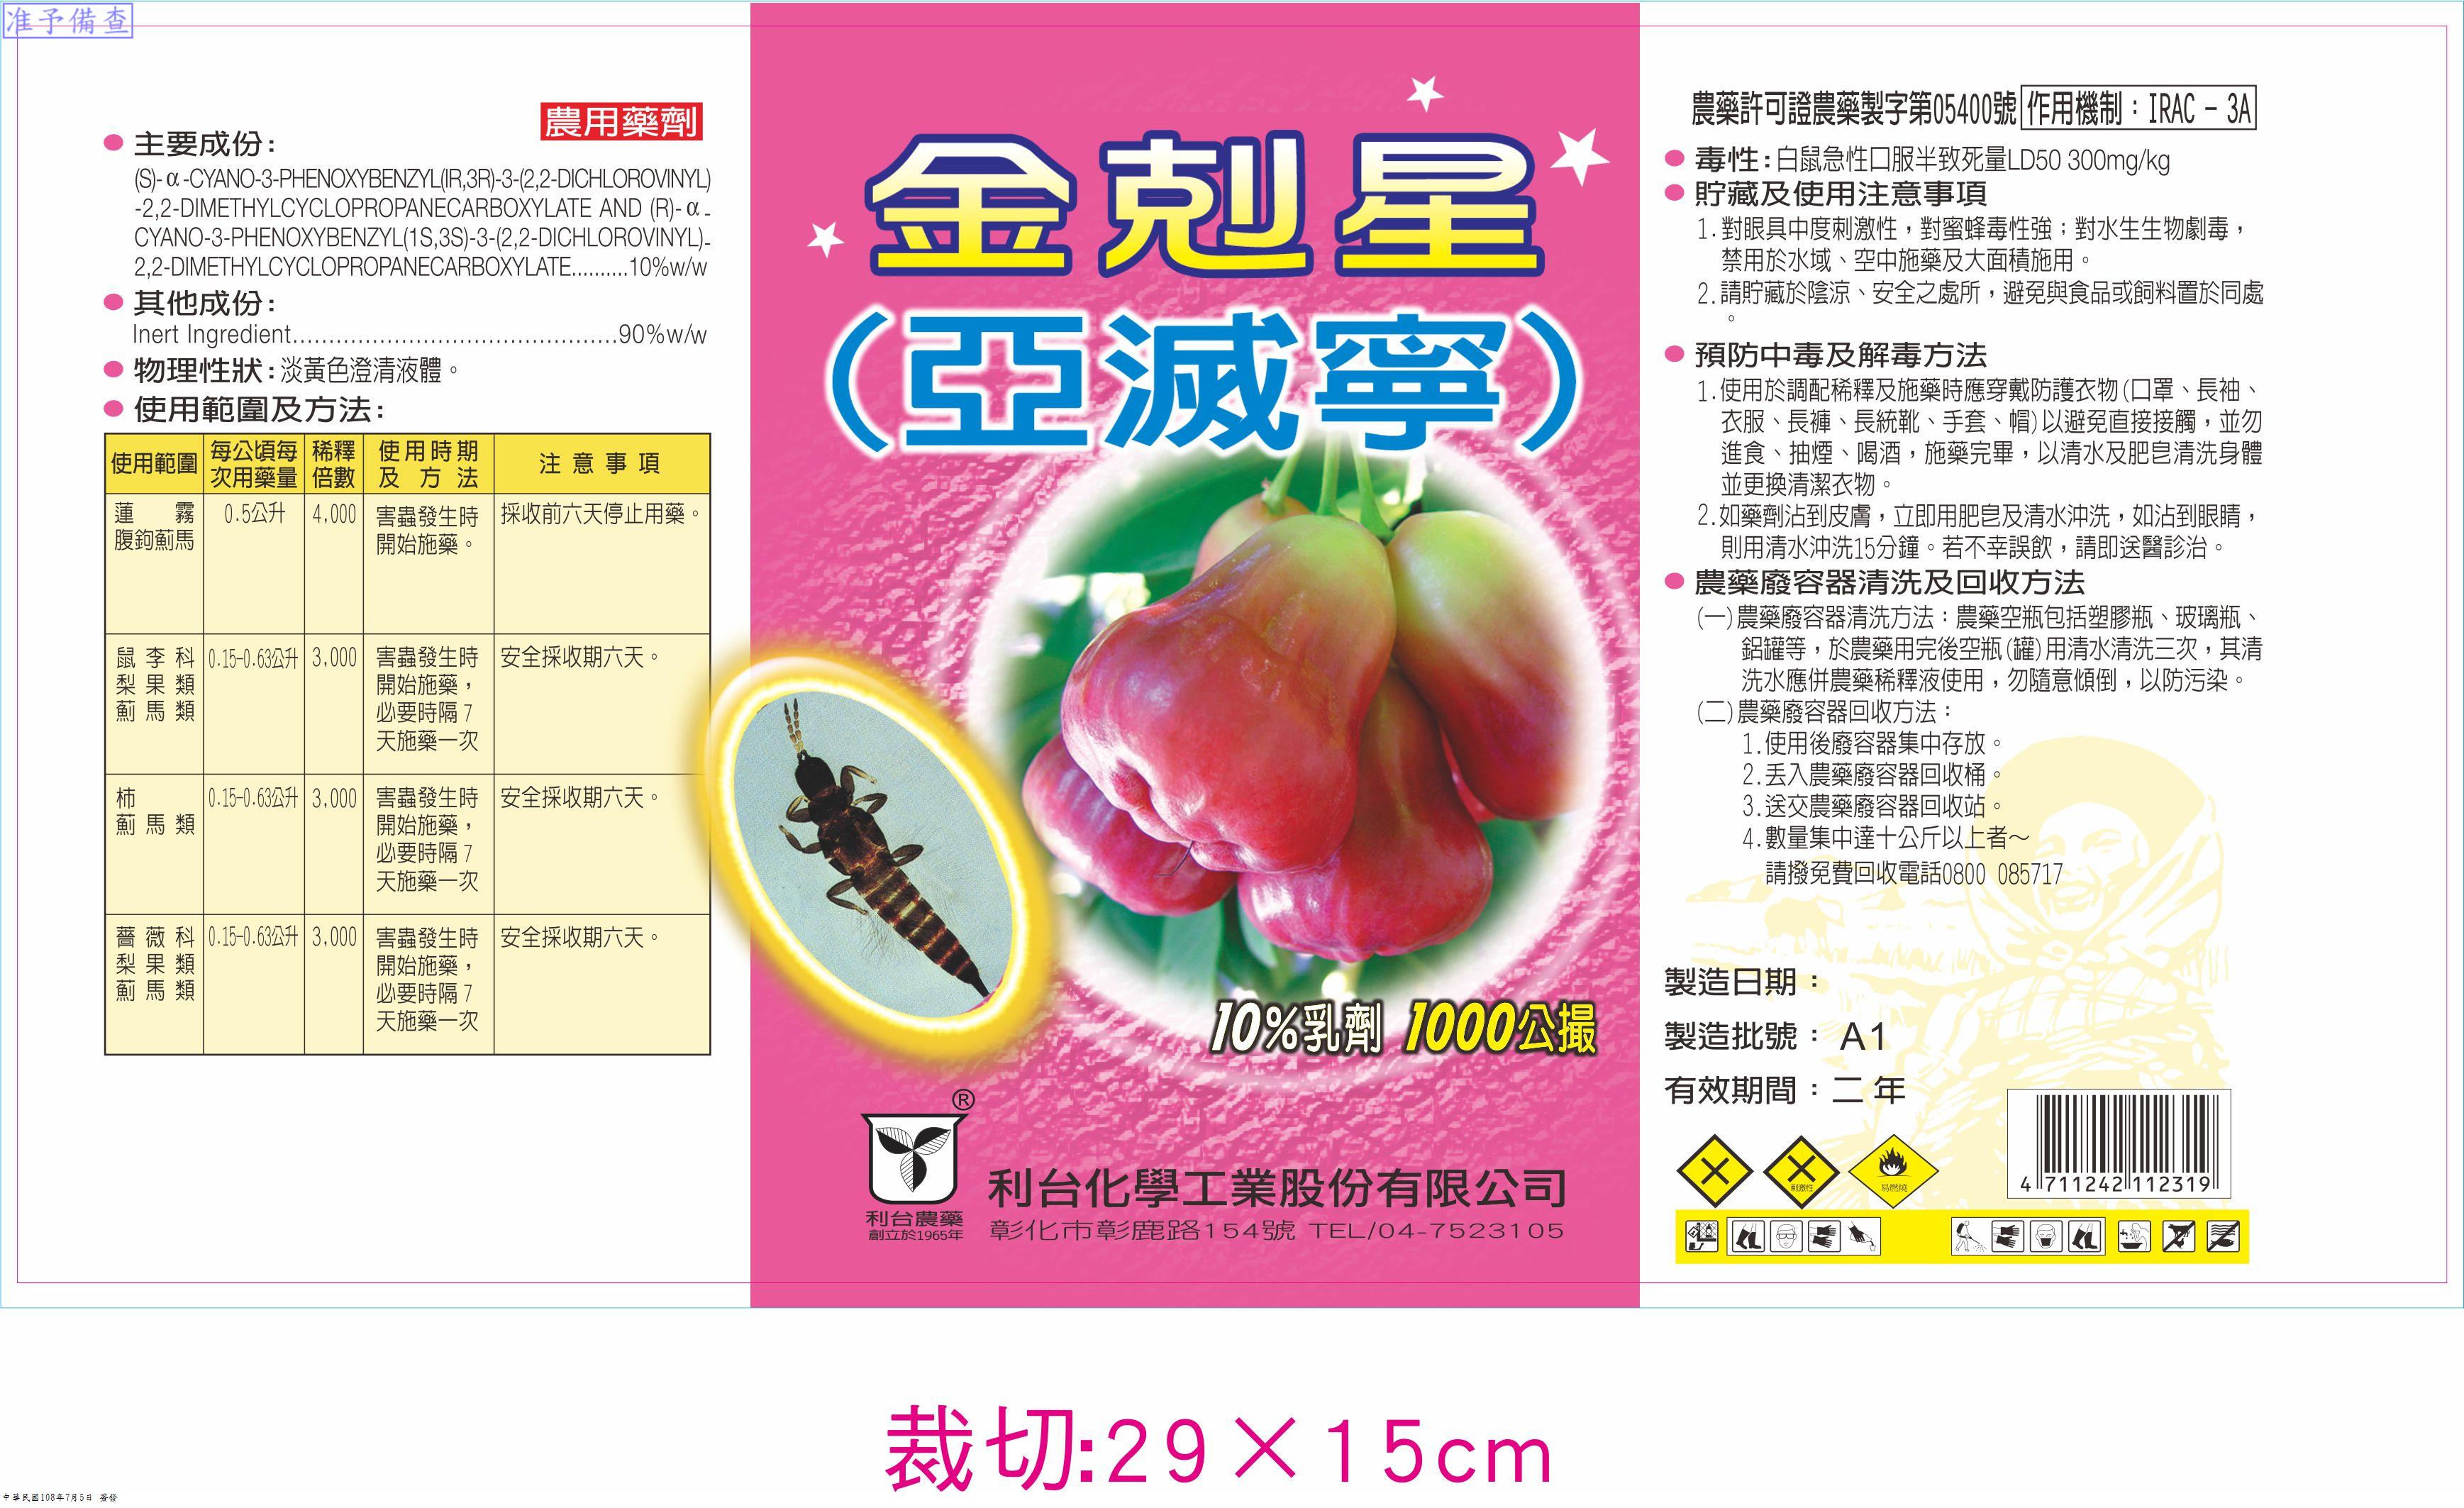 准予備查
農用藥劑
● 主要成份:
(S)-α-CYANO-3-PHENOXYBENZYL(IR,3R)-3-(2,2-DICHLOROVINYL)
-2,2-DIMETHYLCYCLOPROPANECARBOXYLATE AND (R)-α-
CYANO-3-PHENOXYBENZYL(1S,3S)-3-(2,2-DICHLOROVINYL)-
2,2-DIMETHYLCYCLOPROPANECARBOXYLATE..........10%w/w
● 其他成份:
Inert Ingredient.............................................90%w/w
● 物理性狀:淡黃色澄清液體。
● 使用範圍及方法:
使用範圍 每公頃每次用藥量 稀釋倍數 使用時期及方法 注意事項
蓮霧腹鉤薊馬 0.5公升 4,000 害蟲發生時開始施藥。 採收前六天停止用藥。
鼠李科梨果類薊馬類 0.15-0.63公升 3,000 害蟲發生時開始施藥，必要時隔7天施藥一次 安全採收期六天。
柿薊馬類 0.15-0.63公升 3,000 害蟲發生時開始施藥，必要時隔7天施藥一次 安全採收期六天。
薔薇科梨果類薊馬類 0.15-0.63公升 3,000 害蟲發生時開始施藥，必要時隔7天施藥一次 安全採收期六天。
金剋星
(亞滅寧)
10%乳劑 1000公撮
®
利台農藥
創立於1965年
利台化學工業股份有限公司
彰化市彰鹿路154號 TEL/04-7523105
農藥許可證農藥製字第05400號 作用機制：IRAC - 3A
● 毒性:白鼠急性口服半致死量LD50 300mg/kg
● 貯藏及使用注意事項
1.對眼具中度刺激性，對蜜蜂毒性強；對水生生物劇毒，
禁用於水域、空中施藥及大面積施用。
2.請貯藏於陰涼、安全之處所，避免與食品或飼料置於同處
。
● 預防中毒及解毒方法
1.使用於調配稀釋及施藥時應穿戴防護衣物(口罩、長袖、
衣服、長褲、長統靴、手套、帽)以避免直接接觸，並勿
進食、抽煙、喝酒，施藥完畢，以清水及肥皂清洗身體
並更換清潔衣物。
2.如藥劑沾到皮膚，立即用肥皂及清水沖洗，如沾到眼睛，
則用清水沖洗15分鐘。若不幸誤飲，請即送醫診治。
● 農藥廢容器清洗及回收方法
(一)農藥廢容器清洗方法：農藥空瓶包括塑膠瓶、玻璃瓶、
鋁罐等，於農藥用完後空瓶(罐)用清水清洗三次，其清
洗水應併農藥稀釋液使用，勿隨意傾倒，以防污染。
(二)農藥廢容器回收方法：
1.使用後廢容器集中存放。
2.丟入農藥廢容器回收桶。
3.送交農藥廢容器回收站。
4.數量集中達十公斤以上者～
請撥免費回收電話0800 085717
製造日期：
製造批號： A1
有效期間：二年
刺激性
易燃燒
4 711242 112319
裁切:29×15cm
中華民國108年7月5日 簽發